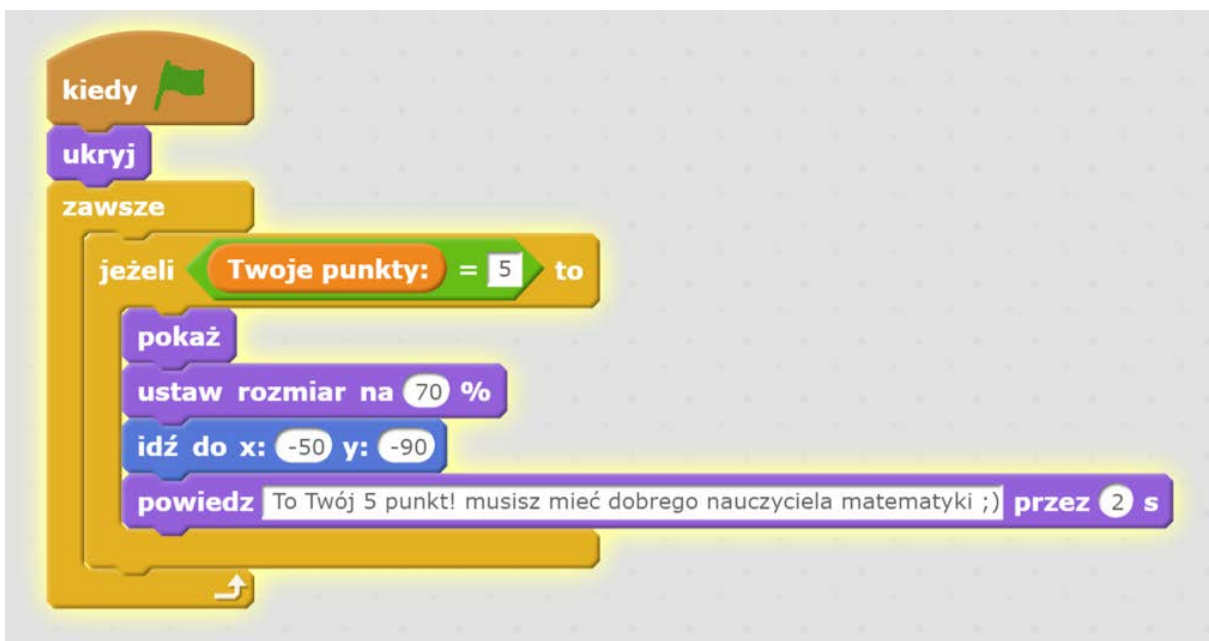 kiedy
ukryj
zawsze
jeżeli Twoje punkty: = 5 to
pokaż
ustaw rozmiar na 70 %
idź do x: -50 y: -90
powiedz To Twój 5 punkt! musisz mieć dobrego nauczyciela matematyki ;) przez 2 s